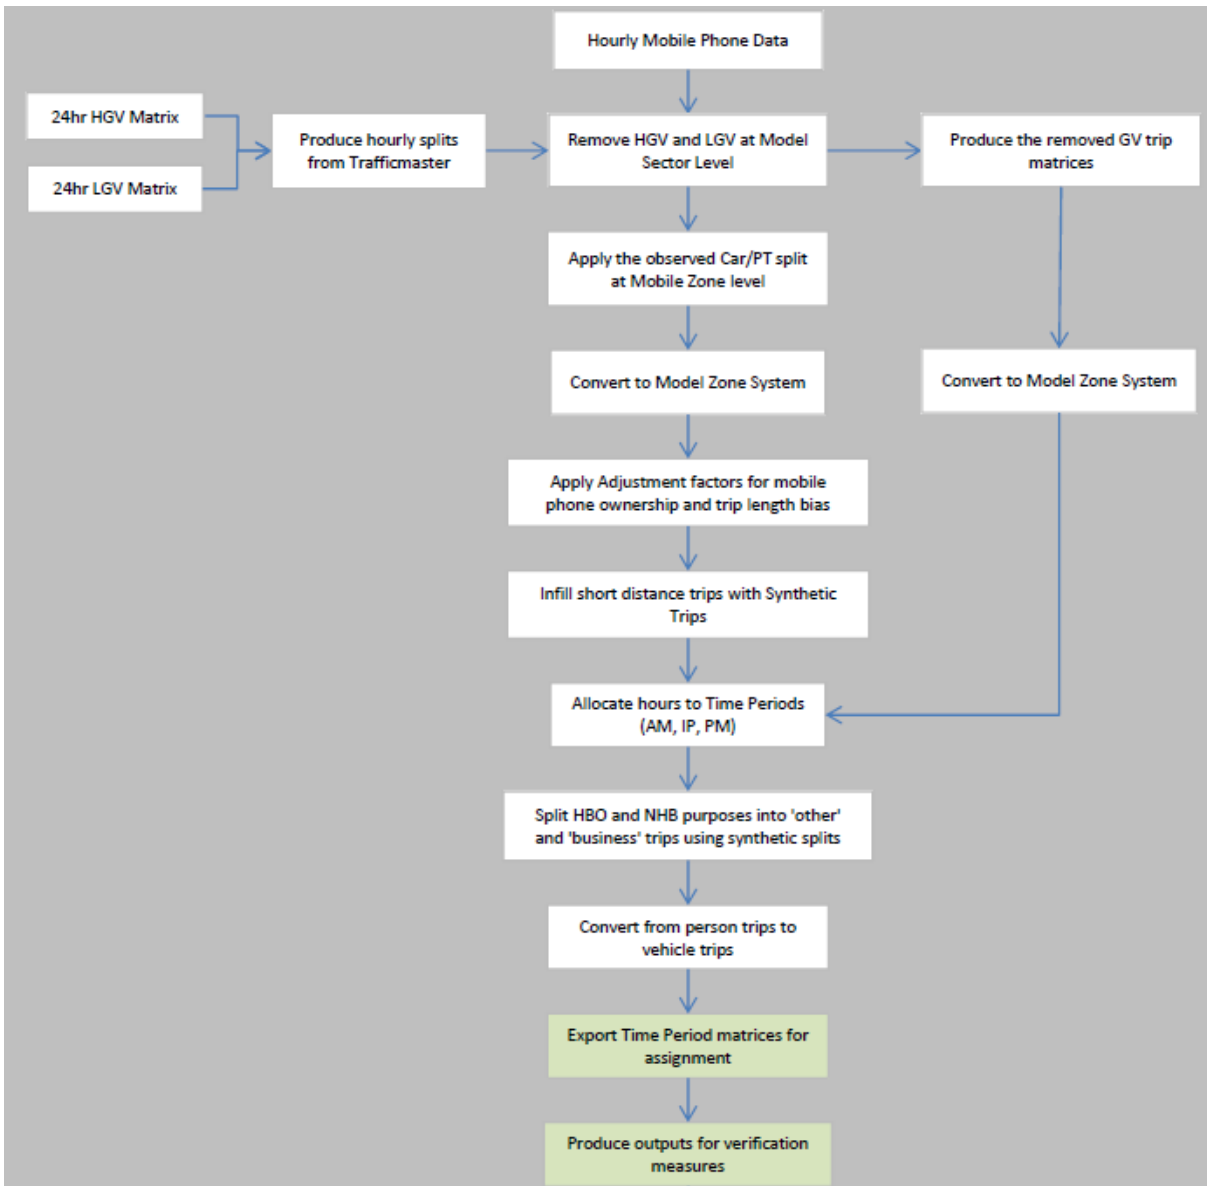 Hourly Mobile Phone Data
24hr HGV Matrix
24hr LGV Matrix
Produce hourly splits
from Trafficmaster
Remove HGV and LGV at Model
Sector Level
Produce the removed GV trip
matrices
Apply the observed Car/PT split
at Mobile Zone level
Convert to Model Zone System
Convert to Model Zone System
Apply Adjustment factors for mobile
phone ownership and trip length bias
Infill short distance trips with Synthetic
Trips
Allocate hours to Time Periods
(AM, IP, PM)
Split HBO and NHB purposes into 'other'
and 'business' trips using synthetic splits
Convert from person trips to
vehicle trips
Export Time Period matrices for
assignment
Produce outputs for verification
measures